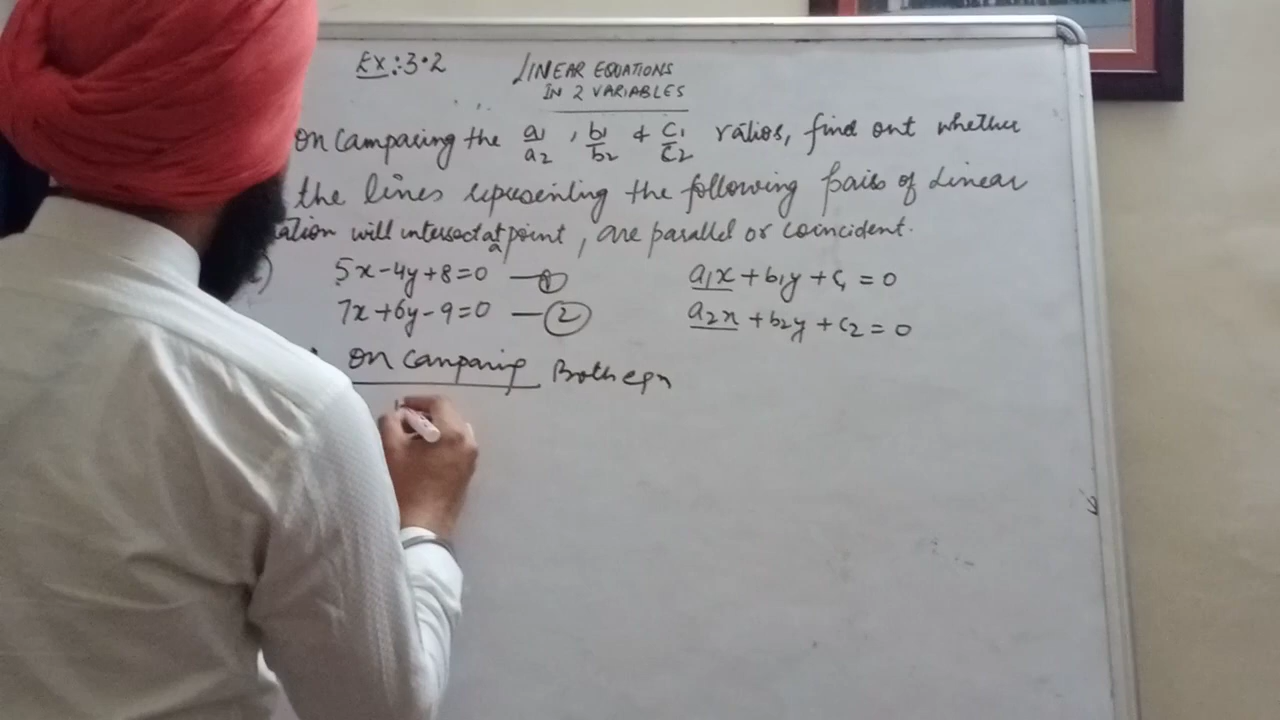 EX:3.2
LINEAR EQUATIONS
IN 2 VARIABLES
on Camparing the a1/a2 , b1/b2 & C1/C2 ratios, find out whether
the lines representing the following pairs of Linear
ation will intersect at a point , are parallel or coincident.
5x-4y+8=0 —① a1x + b1y + c1 = 0
7x+6y-9=0 —② a2x + b2y + c2 = 0
on Camparing Both eqn